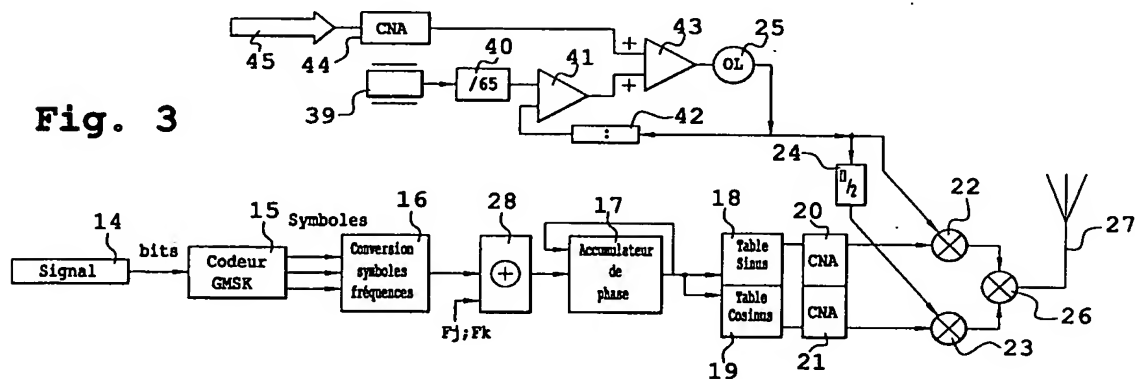 45
44
CNA
39
40
/65
41
+
+
43
25
OL
42
:
24
22
27
Fig. 3
14
Signal
bits
15
Codeur
GMSK
Symboles
16
Conversion
symboles
fréquences
28
+
Fj;Fk
17
Accumulateur
de
phase
18
Table
Sinus
Table
Cosinus
19
20
CNA
CNA
21
23
26